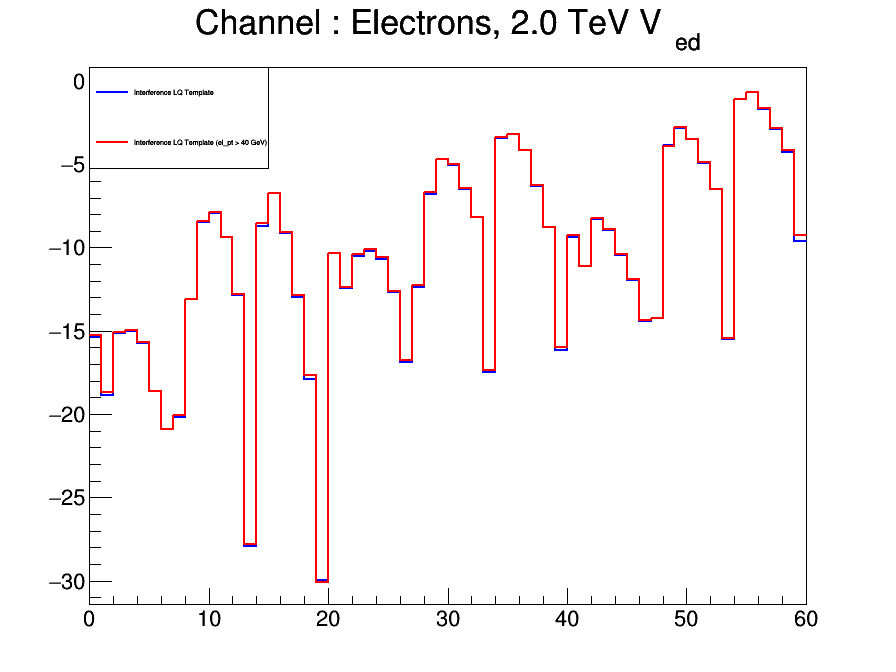 Channel : Electrons, 2.0 TeV V ed
Interference LQ Template
Interference LQ Template (el_pt > 40 GeV)
0
−5
−10
−15
−20
−25
−30
0 10 20 30 40 50 60